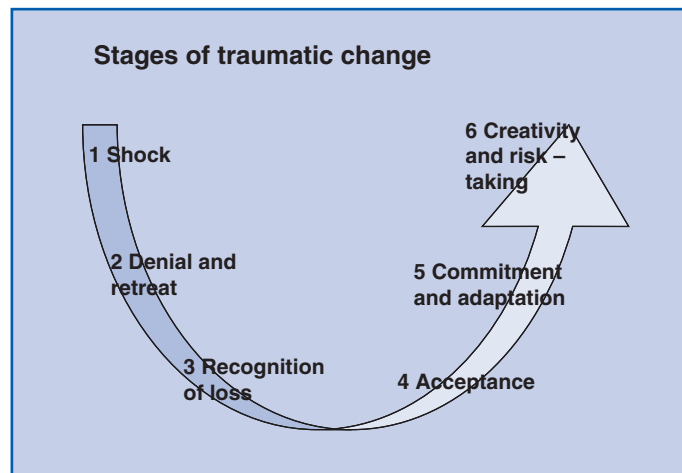 Stages of traumatic change
1 Shock
2 Denial and
retreat
3 Recognition
of loss
4 Acceptance
5 Commitment
and adaptation
6 Creativity
and risk –
taking